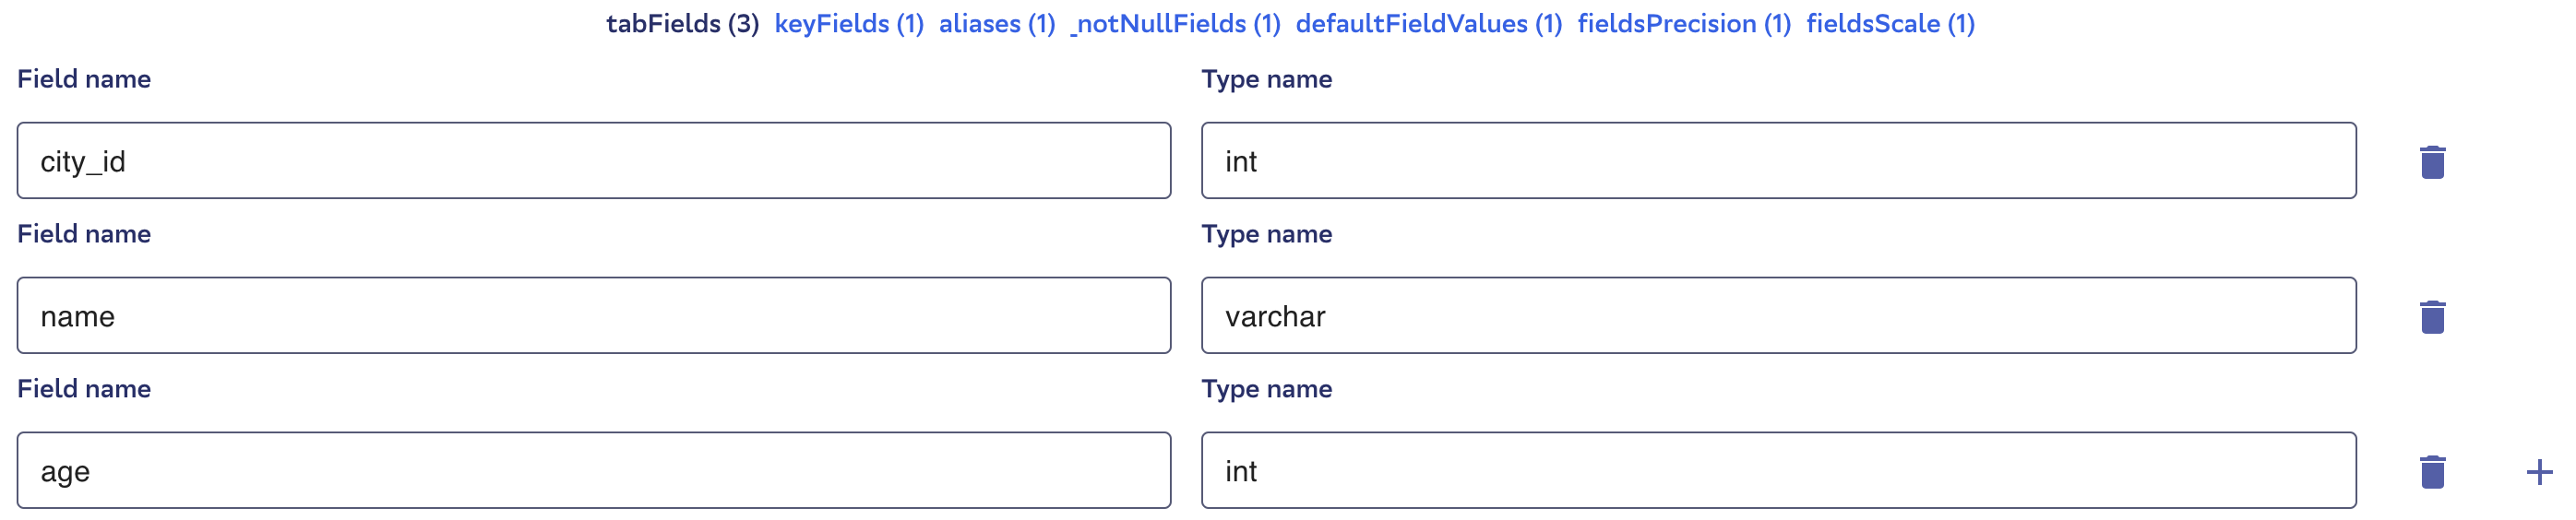 tabFields (3) keyFields (1) aliases (1) _notNullFields (1) defaultFieldValues (1) fieldsPrecision (1) fieldsScale (1)
Field name Type name
city_id int
Field name Type name
name varchar
Field name Type name
age int